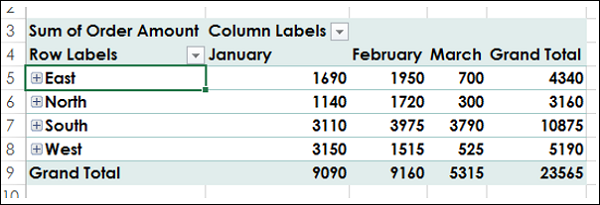 2
3 Sum of Order Amount Column Labels
4 Row Labels January February March Grand Total
5 East 1690 1950 700 4340
6 North 1140 1720 300 3160
7 South 3110 3975 3790 10875
8 West 3150 1515 525 5190
9 Grand Total 9090 9160 5315 23565
10